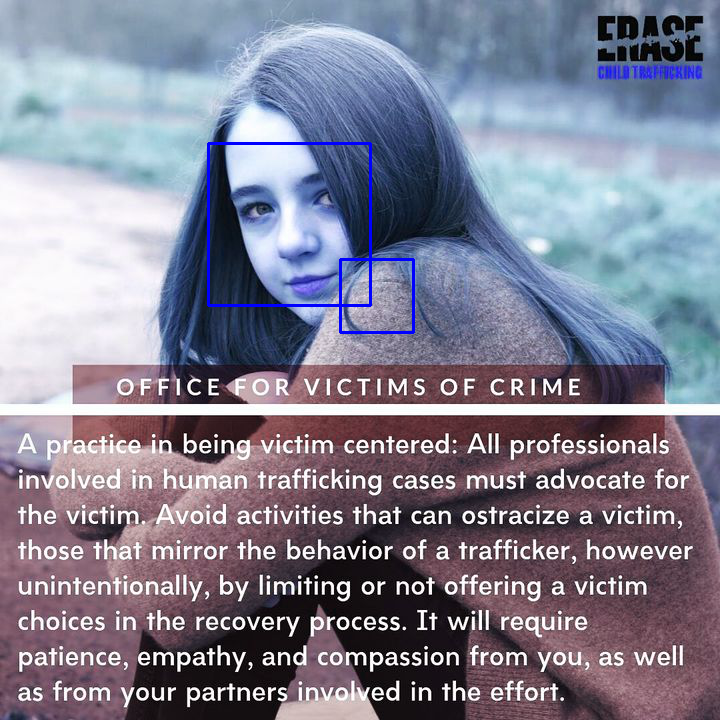 ERASE
CHILD TRAFFICKING
OFFICE FOR VICTIMS OF CRIME
A practice in being victim centered: All professionals
involved in human trafficking cases must advocate for
the victim. Avoid activities that can ostracize a victim,
those that mirror the behavior of a trafficker, however
unintentionally, by limiting or not offering a victim
choices in the recovery process. It will require
patience, empathy, and compassion from you, as well
as from your partners involved in the effort.